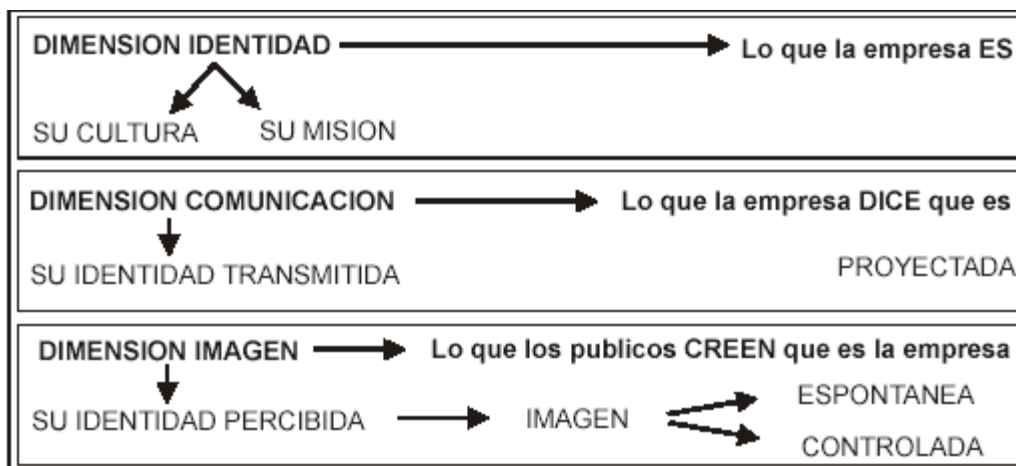 DIMENSION IDENTIDAD Lo que la empresa ES
SU CULTURA SU MISION
DIMENSION COMUNICACION Lo que la empresa DICE que es
SU IDENTIDAD TRANSMITIDA PROYECTADA
DIMENSION IMAGEN Lo que los publicos CREEN que es la empresa
ESPONTANEA
SU IDENTIDAD PERCIBIDA IMAGEN
CONTROLADA